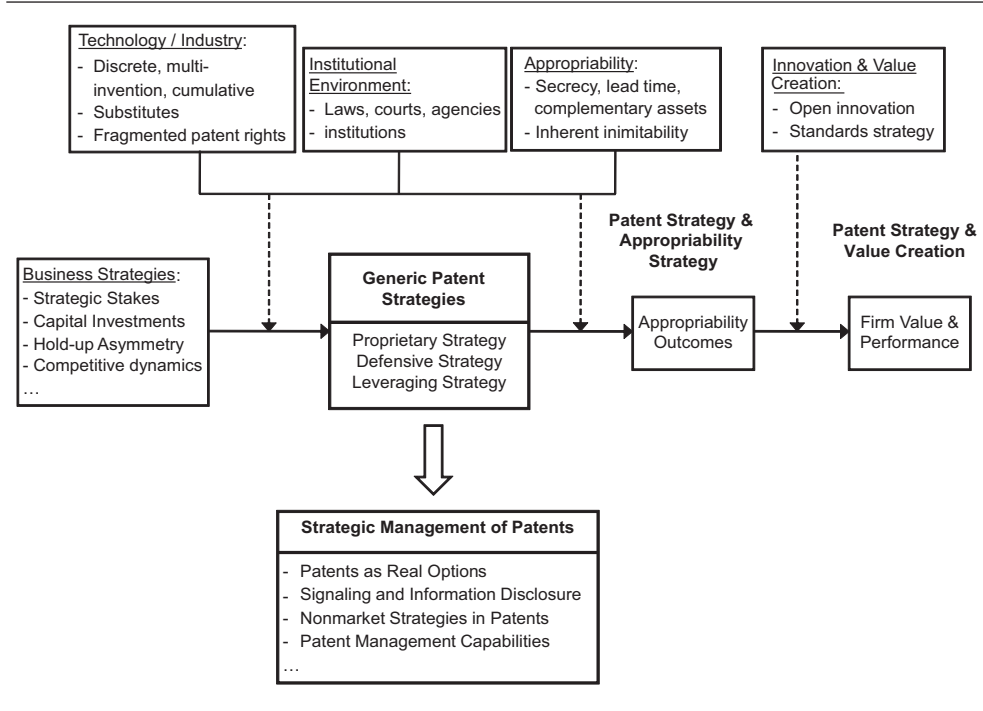 Technology / Industry:
- Discrete, multi-
invention, cumulative
- Substitutes
- Fragmented patent rights
Institutional
Environment:
- Laws, courts, agencies
- institutions
Appropriability:
- Secrecy, lead time,
complementary assets
- Inherent inimitability
Innovation & Value
Creation:
- Open innovation
- Standards strategy
Patent Strategy &
Appropriability
Strategy
Patent Strategy &
Value Creation
Business Strategies:
- Strategic Stakes
- Capital Investments
- Hold-up Asymmetry
- Competitive dynamics
…
Generic Patent
Strategies
Proprietary Strategy
Defensive Strategy
Leveraging Strategy
Appropriability
Outcomes
Firm Value &
Performance
Strategic Management of Patents
- Patents as Real Options
- Signaling and Information Disclosure
- Nonmarket Strategies in Patents
- Patent Management Capabilities
…